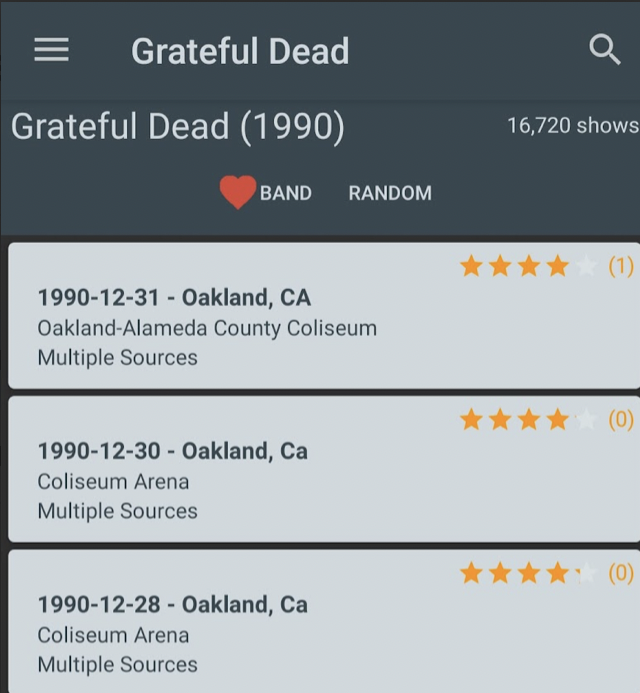 Grateful Dead
Grateful Dead (1990)
16,720 shows
BAND RANDOM
(1)
1990-12-31 - Oakland, CA
Oakland-Alameda County Coliseum
Multiple Sources
(0)
1990-12-30 - Oakland, Ca
Coliseum Arena
Multiple Sources
(0)
1990-12-28 - Oakland, Ca
Coliseum Arena
Multiple Sources